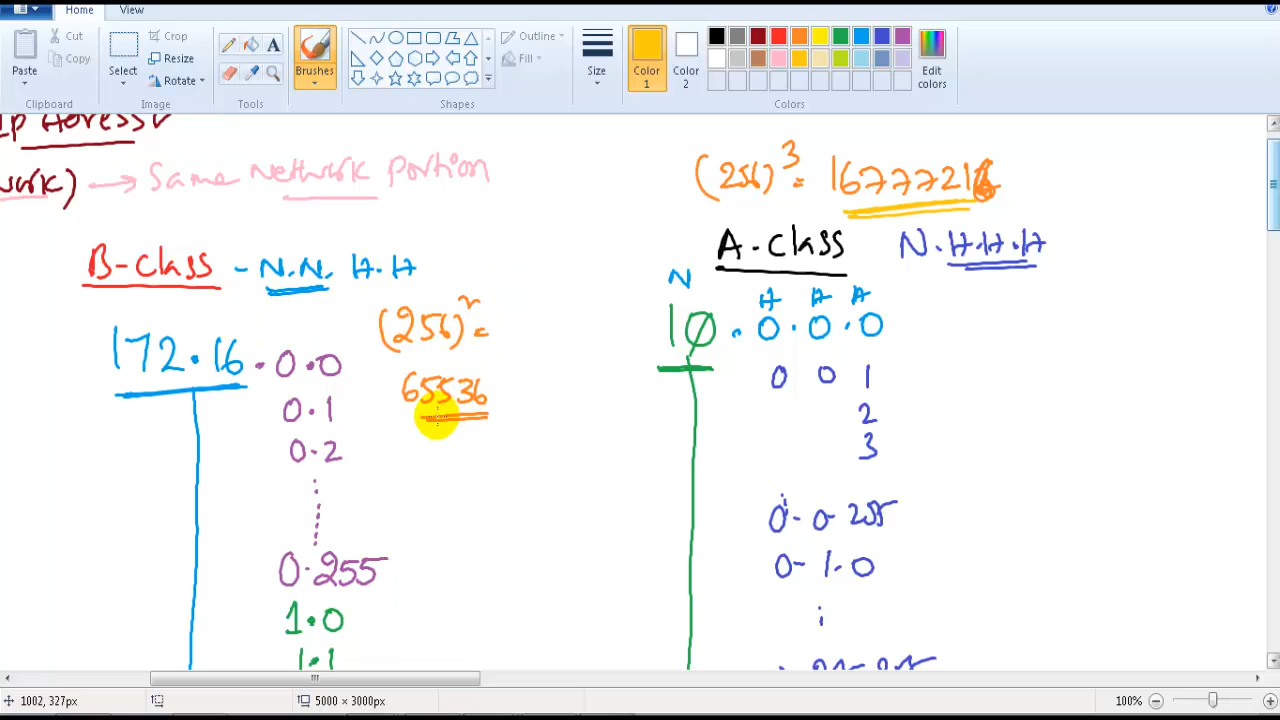 Home View
Cut
Copy
Paste
Clipboard
Crop
Resize
Rotate
Select
Image
A
Tools
Brushes
Outline
Fill
Shapes
Size
Color 1
Color 2
Colors
Edit colors
Ip Adress
work) → Same Network Portion
B-Class - N.N. H.H
172.16.0.0
(256)² =
65536
0.1
0.2
0.255
1.0
1.1
(256)³ = 16777216
A-class N.H.H.H
N H H H
10.0.0.0
0 0 1
2
3
0-0-255
0-1.0
1002, 327px
5000 × 3000px
100%